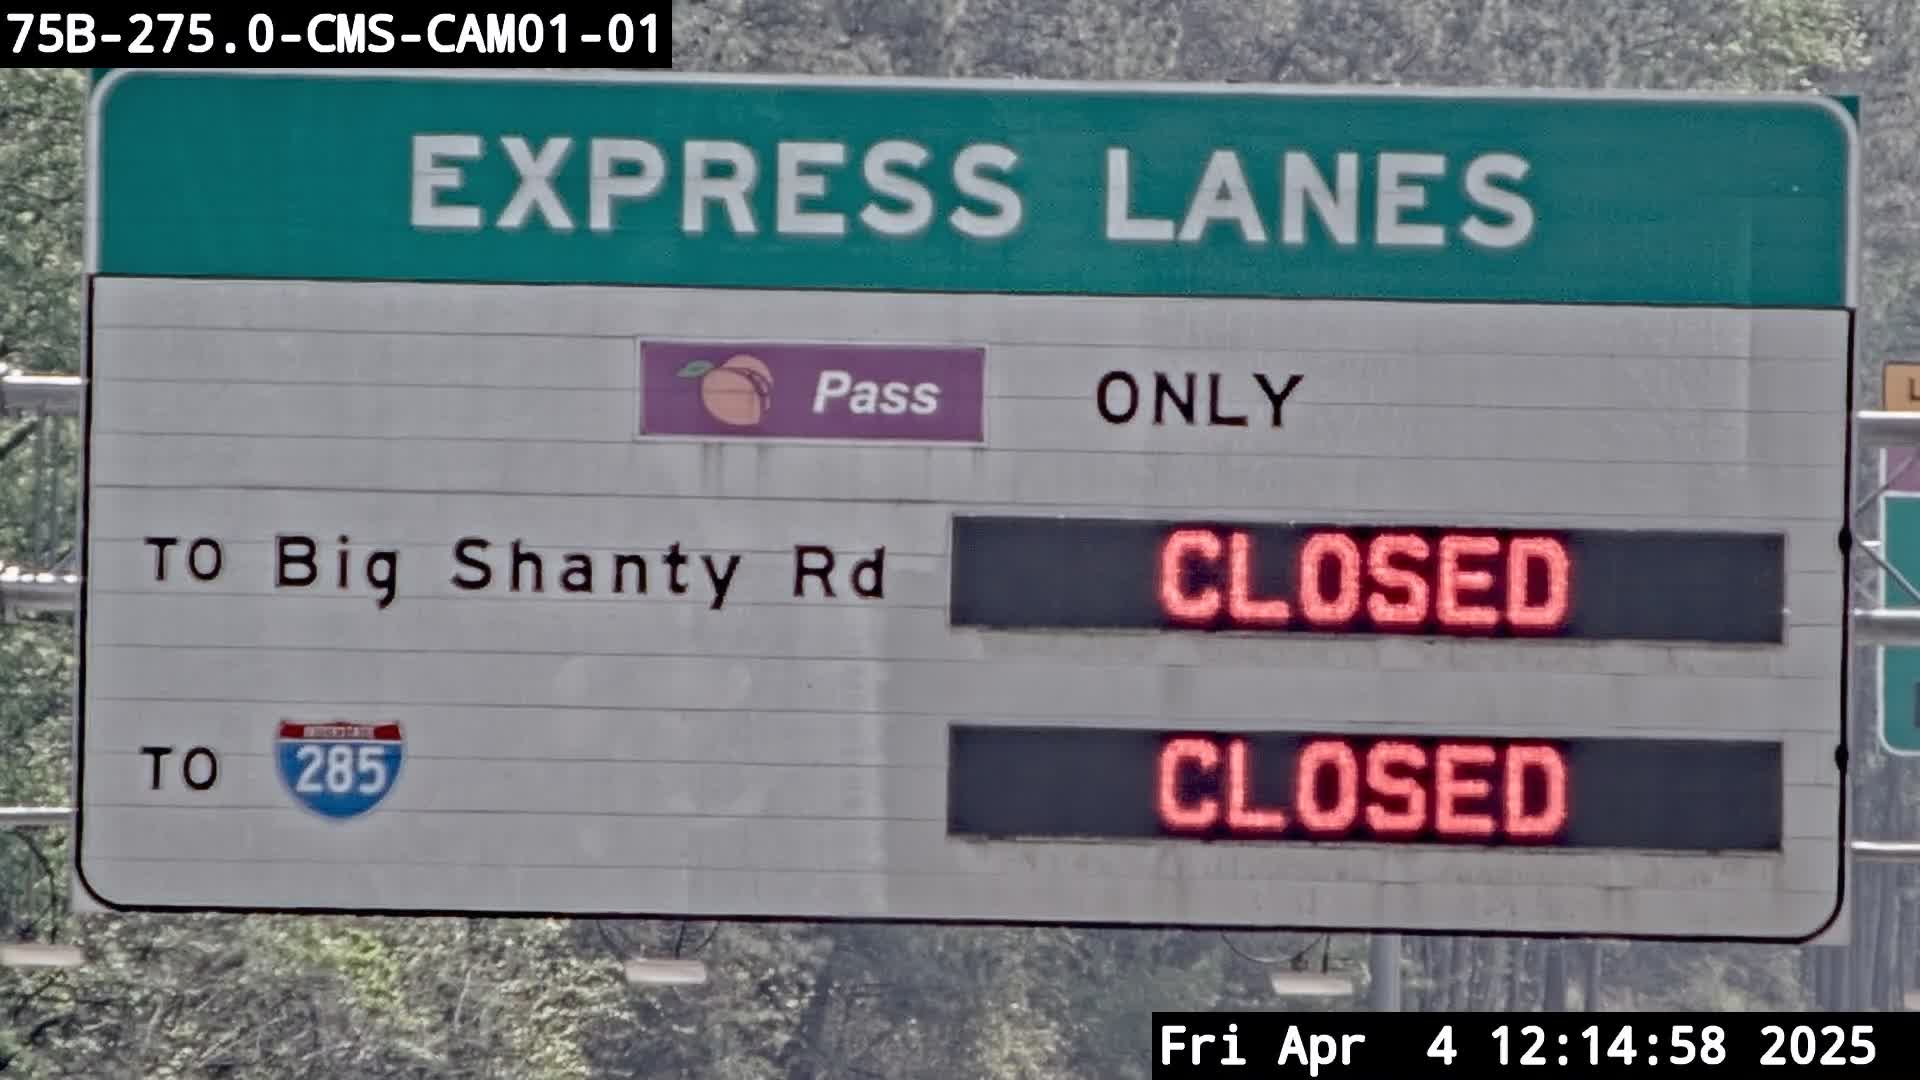 75B-275.0-CMS-CAM01-01
EXPRESS LANES
Pass ONLY
TO Big Shanty Rd CLOSED
TO 285 CLOSED
Fri Apr 4 12:14:58 2025